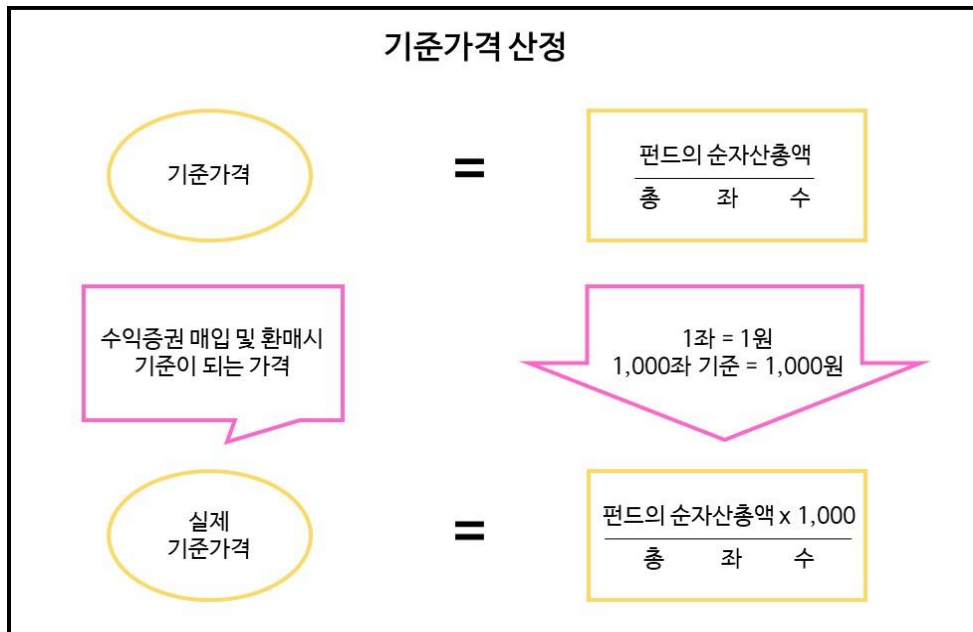 기준가격 산정
기준가격
=
펀드의 순자산총액
총 좌 수
수익증권 매입 및 환매시
기준이 되는 가격
1좌 = 1원
1,000좌 기준 = 1,000원
실제
기준가격
=
펀드의 순자산총액 x 1,000
총 좌 수